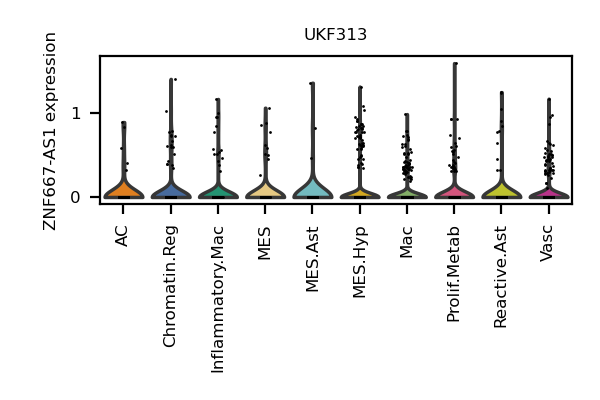 UKF313
ZNF667-AS1 expression
1
0
AC
Chromatin.Reg
Inflammatory.Mac
MES
MES.Ast
MES.Hyp
Mac
Prolif.Metab
Reactive.Ast
Vasc